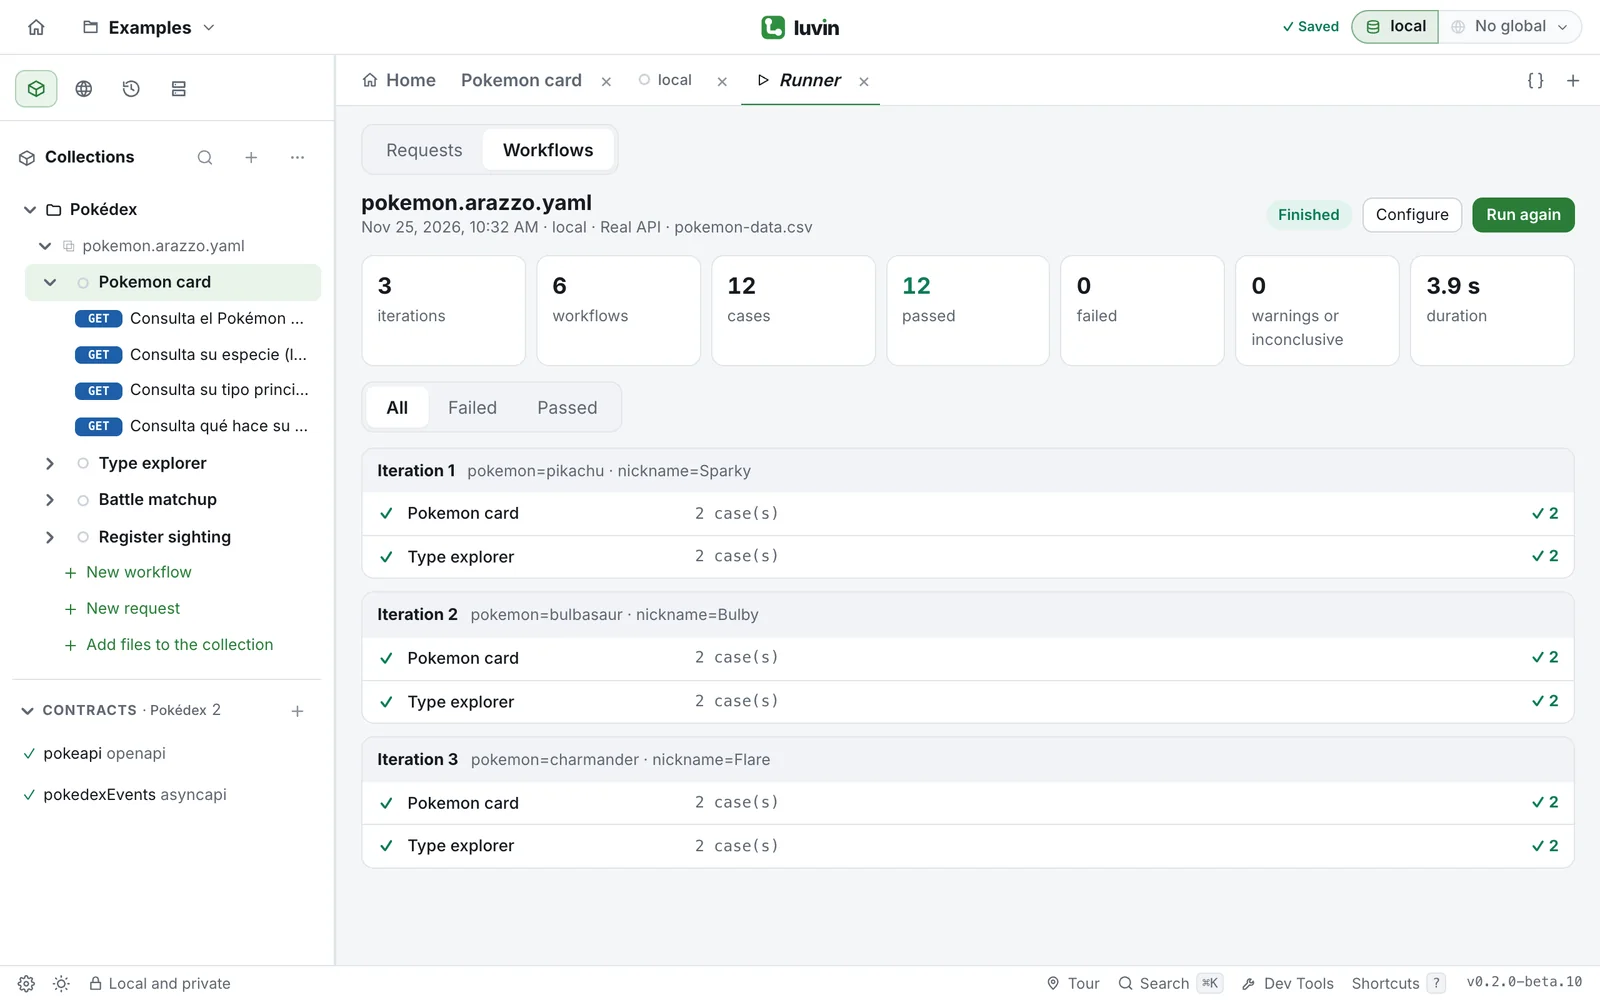 Examples
luvin
Saved
local
No global
Home
Pokemon card
local
Runner
Collections
Pokédex
pokemon.arazzo.yaml
Pokemon card
GET Consulta el Pokémon ...
GET Consulta su especie (l...
GET Consulta su tipo princi...
GET Consulta qué hace su ...
Type explorer
Battle matchup
Register sighting
+ New workflow
+ New request
+ Add files to the collection
CONTRACTS · Pokédex 2
pokeapi openapi
pokedexEvents asyncapi
Requests
Workflows
pokemon.arazzo.yaml
Nov 25, 2026, 10:32 AM · local · Real API · pokemon-data.csv
Finished
Configure
Run again
3
iterations
6
workflows
12
cases
12
passed
0
failed
0
warnings or
inconclusive
3.9 s
duration
All
Failed
Passed
Iteration 1 pokemon=pikachu · nickname=Sparky
Pokemon card 2 case(s) ✓ 2
Type explorer 2 case(s) ✓ 2
Iteration 2 pokemon=bulbasaur · nickname=Bulby
Pokemon card 2 case(s) ✓ 2
Type explorer 2 case(s) ✓ 2
Iteration 3 pokemon=charmander · nickname=Flare
Pokemon card 2 case(s) ✓ 2
Type explorer 2 case(s) ✓ 2
Local and private
Tour
Search ⌘K
Dev Tools
Shortcuts ?
v0.2.0-beta.10